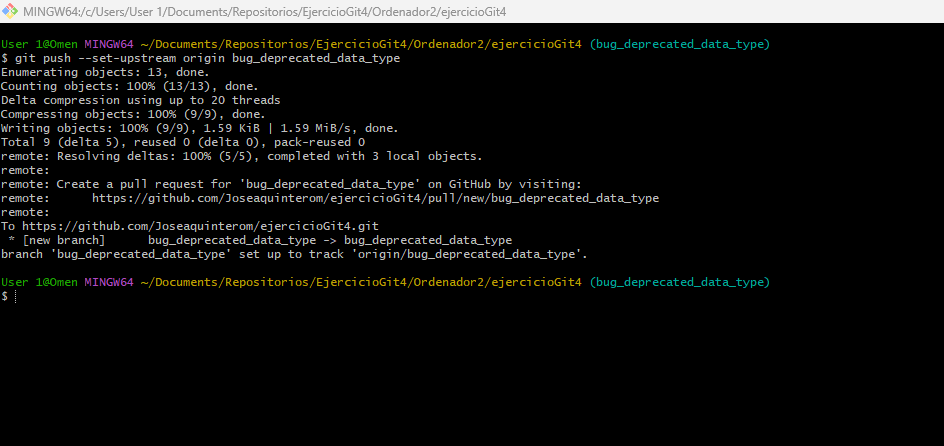 MINGW64:/c/Users/User 1/Documents/Repositorios/EjercicioGit4/Ordenador2/ejercicioGit4
User 1@Omen MINGW64 ~/Documents/Repositorios/EjercicioGit4/Ordenador2/ejercicioGit4 (bug_deprecated_data_type)
$ git push --set-upstream origin bug_deprecated_data_type
Enumerating objects: 13, done.
Counting objects: 100% (13/13), done.
Delta compression using up to 20 threads
Compressing objects: 100% (9/9), done.
Writing objects: 100% (9/9), 1.59 KiB | 1.59 MiB/s, done.
Total 9 (delta 5), reused 0 (delta 0), pack-reused 0
remote: Resolving deltas: 100% (5/5), completed with 3 local objects.
remote:
remote: Create a pull request for 'bug_deprecated_data_type' on GitHub by visiting:
remote:      https://github.com/Joseaquinterom/ejercicioGit4/pull/new/bug_deprecated_data_type
remote:
To https://github.com/Joseaquinterom/ejercicioGit4.git
 * [new branch]      bug_deprecated_data_type -> bug_deprecated_data_type
branch 'bug_deprecated_data_type' set up to track 'origin/bug_deprecated_data_type'.
User 1@Omen MINGW64 ~/Documents/Repositorios/EjercicioGit4/Ordenador2/ejercicioGit4 (bug_deprecated_data_type)
$